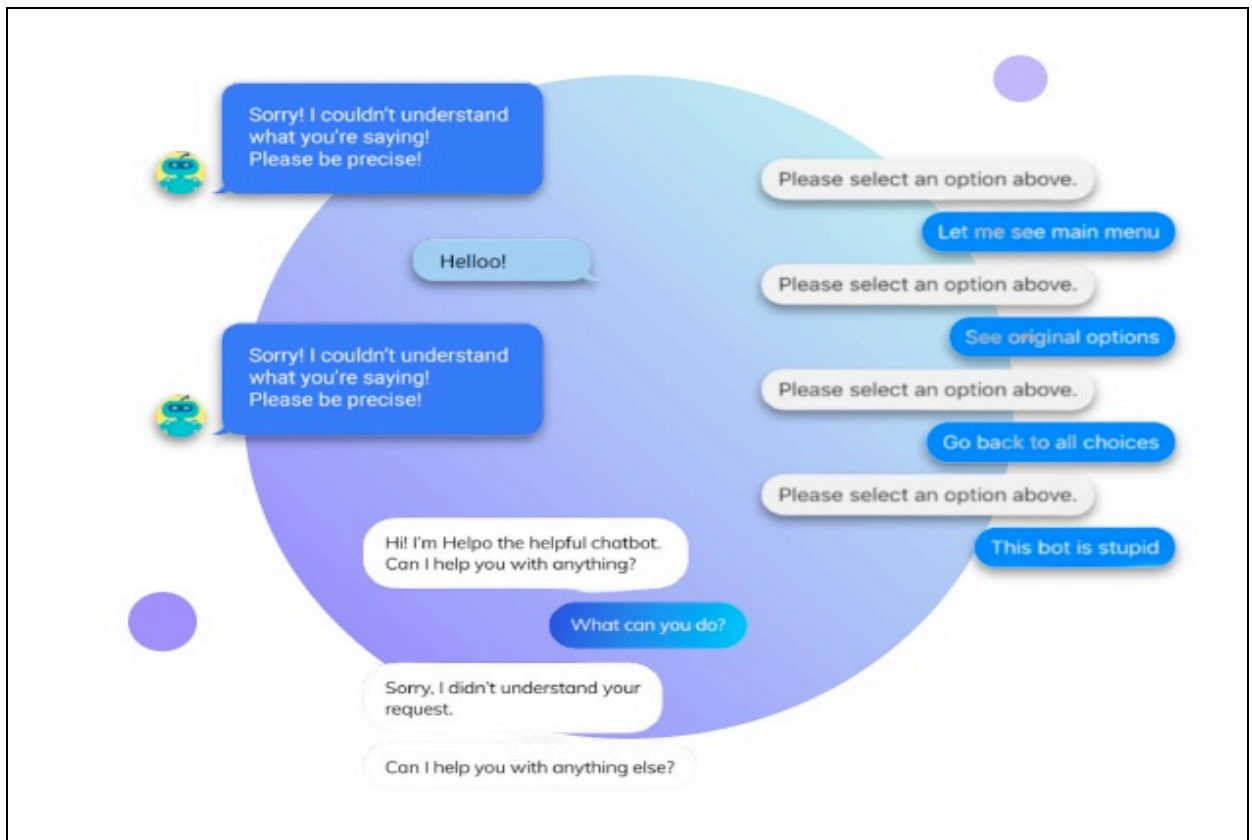 Sorry! I couldn't understand
what you're saying!
Please be precise!
Helloo!
Sorry! I couldn't understand
what you're saying!
Please be precise!
Please select an option above.
Let me see main menu
Please select an option above.
See original options
Please select an option above.
Go back to all choices
Please select an option above.
This bot is stupid
Hi! I'm Helpo the helpful chatbot.
Can I help you with anything?
What can you do?
Sorry, I didn't understand your
request.
Can I help you with anything else?